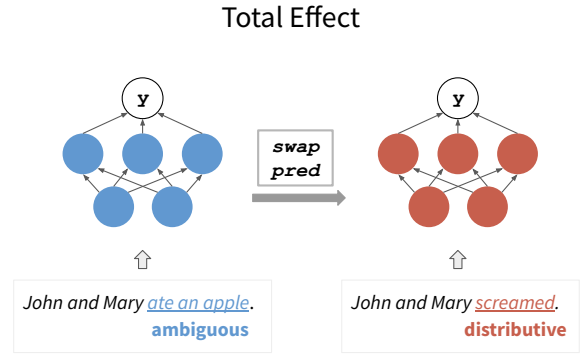 Total Effect
y
y
swap
pred
John and Mary ate an apple.
ambiguous
John and Mary screamed.
distributive